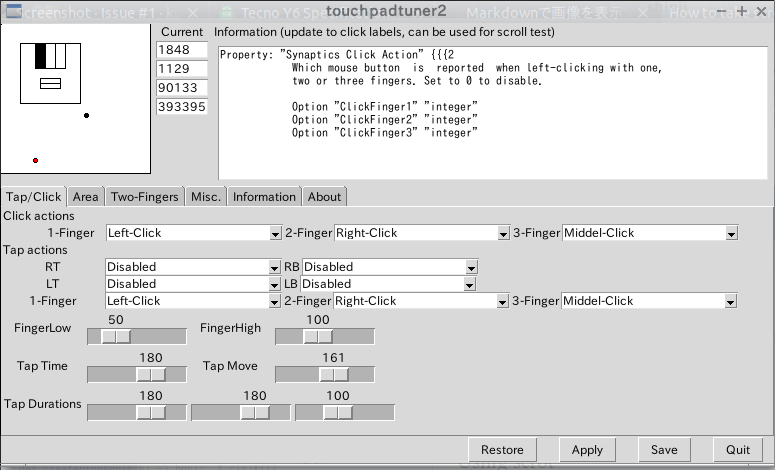 Screenshot - Issue #1
Tecno Y6 Spe
Markdownで画像を表示
How to take s
touchpadtuner2
Current
Information (update to click labels, can be used for scroll test)
1848
1129
90133
393395
Property: "Synaptics Click Action" {{{2
Which mouse button is reported when left-clicking with one,
two or three fingers. Set to 0 to disable.
Option "ClickFinger1" "integer"
Option "ClickFinger2" "integer"
Option "ClickFinger3" "integer"
Tap/Click Area Two-Fingers Misc. Information About
Click actions
1-Finger Left-Click 2-Finger Right-Click 3-Finger Middel-Click
Tap actions
RT Disabled RB Disabled
LT Disabled LB Disabled
1-Finger Left-Click 2-Finger Right-Click 3-Finger Middel-Click
FingerLow 50 FingerHigh 100
Tap Time 180 Tap Move 161
Tap Durations 180 180 100
Restore Apply Save Quit